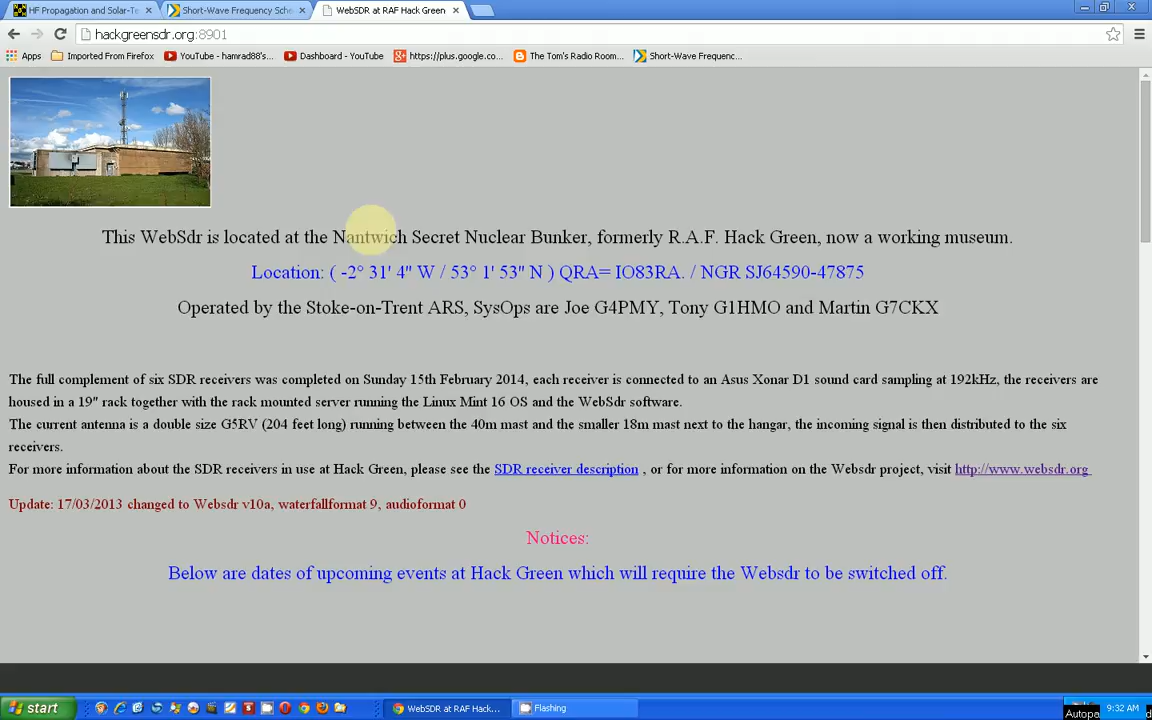 HF Propagation and Solar-Te
Short-Wave Frequency Sche
WebSDR at RAF Hack Green
hackgreensdr.org:8901
Apps
Imported From Firefox
YouTube - hamrad88's...
Dashboard - YouTube
https://plus.google.co...
The Tom's Radio Room...
Short-Wave Frequenc...
This WebSdr is located at the Nantwich Secret Nuclear Bunker, formerly R.A.F. Hack Green, now a working museum.
Location: ( -2° 31' 4" W / 53° 1' 53" N ) QRA= IO83RA. / NGR SJ64590-47875
Operated by the Stoke-on-Trent ARS, SysOps are Joe G4PMY, Tony G1HMO and Martin G7CKX
The full complement of six SDR receivers was completed on Sunday 15th February 2014, each receiver is connected to an Asus Xonar D1 sound card sampling at 192kHz, the receivers are
housed in a 19" rack together with the rack mounted server running the Linux Mint 16 OS and the WebSdr software.
The current antenna is a double size G5RV (204 feet long) running between the 40m mast and the smaller 18m mast next to the hangar, the incoming signal is then distributed to the six
receivers.
For more information about the SDR receivers in use at Hack Green, please see the SDR receiver description , or for more information on the Websdr project, visit http://www.websdr.org
Update: 17/03/2013 changed to Websdr v10a, waterfallformat 9, audioformat 0
Notices:
Below are dates of upcoming events at Hack Green which will require the Websdr to be switched off.
start
WebSDR at RAF Hack...
Flashing
9:32 AM
Autopa